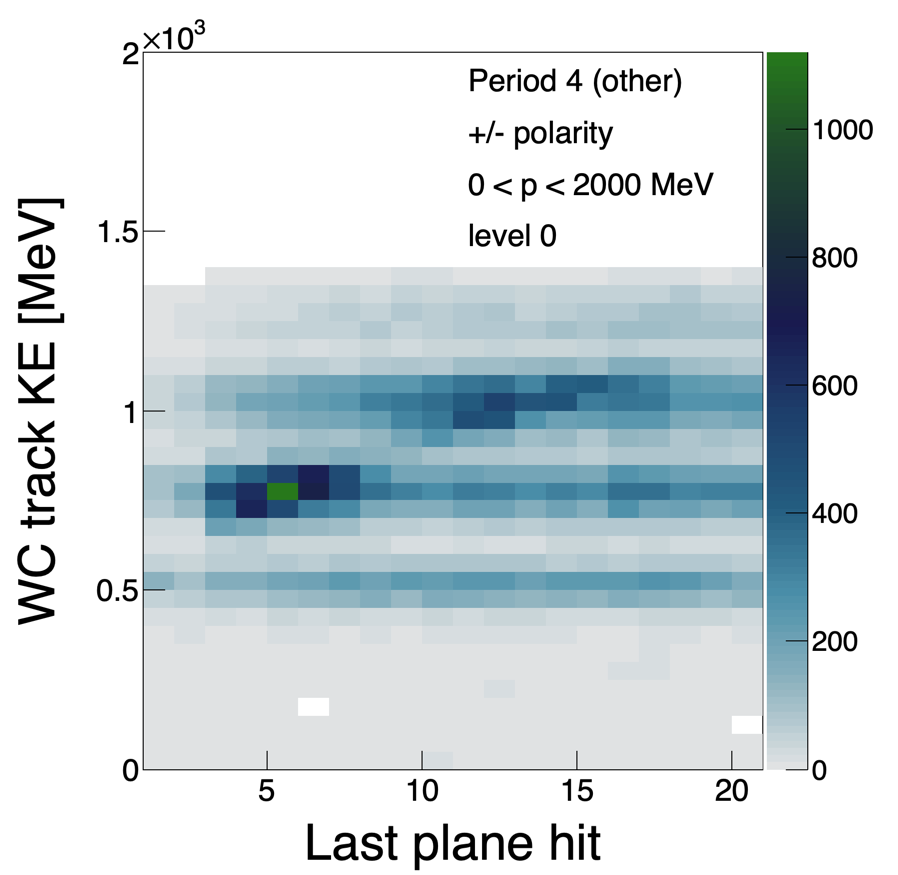 ×10³
2
1.5
1
0.5
0
WC track KE [MeV]
Period 4 (other)
+/- polarity
0 < p < 2000 MeV
level 0
1000
800
600
400
200
0
5 10 15 20
Last plane hit